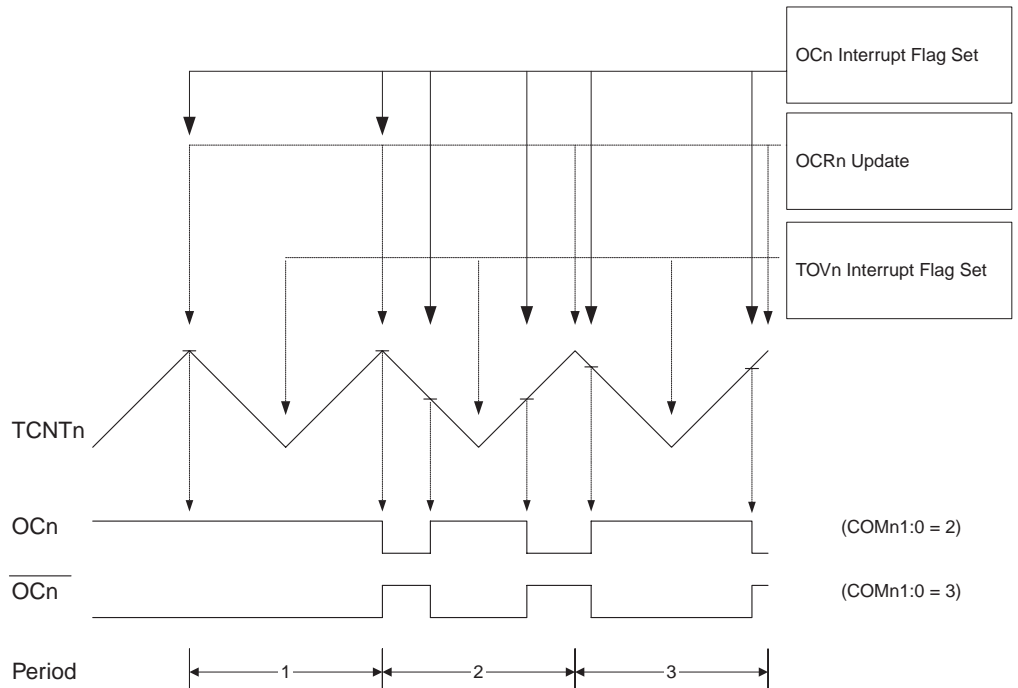 OCn Interrupt Flag Set
OCRn Update
TOVn Interrupt Flag Set
TCNTn
OCn
(COMn1:0 = 2)
OCn
(COMn1:0 = 3)
Period
1
2
3